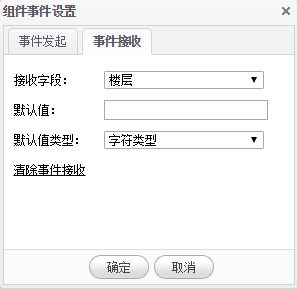 组件事件设置
事件发起 事件接收
接收字段： 楼层
默认值：
默认值类型： 字符类型
清除事件接收
确定 取消